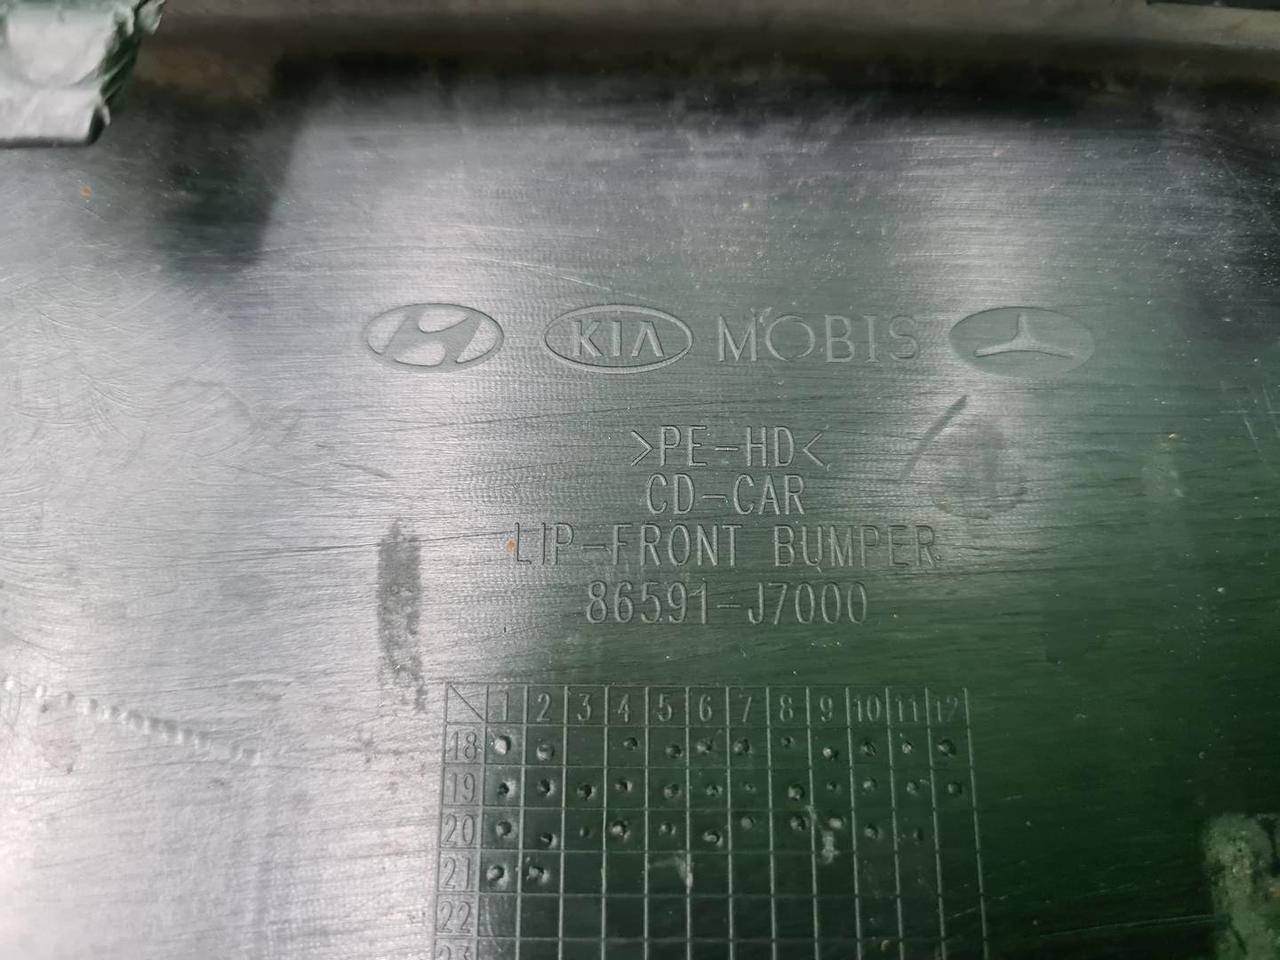 KIA MOBIS
>PE-HD<
CD-CAR
LIP-FRONT BUMPER
86591-J7000
1 2 3 4 5 6 7 8 9 10 11 12
18
19
20
21
22
23